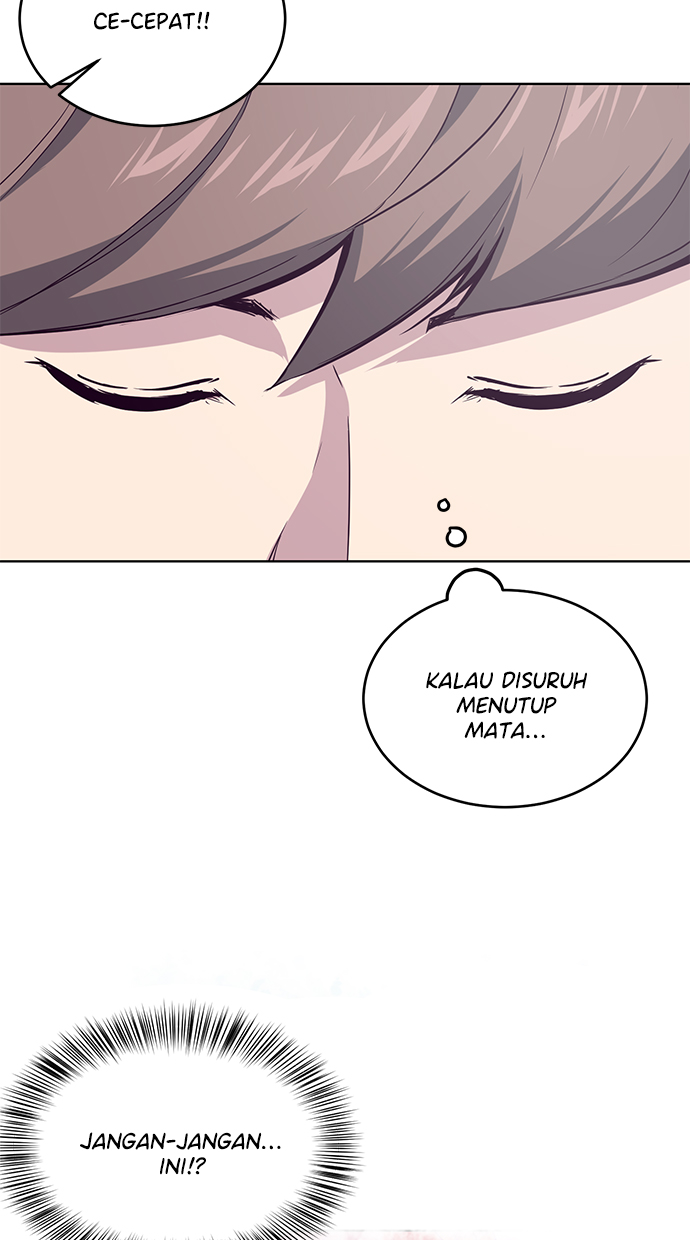 CE-CEPAT!!
KALAU DISURUH
MENUTUP
MATA...
JANGAN-JANGAN...
INI!?